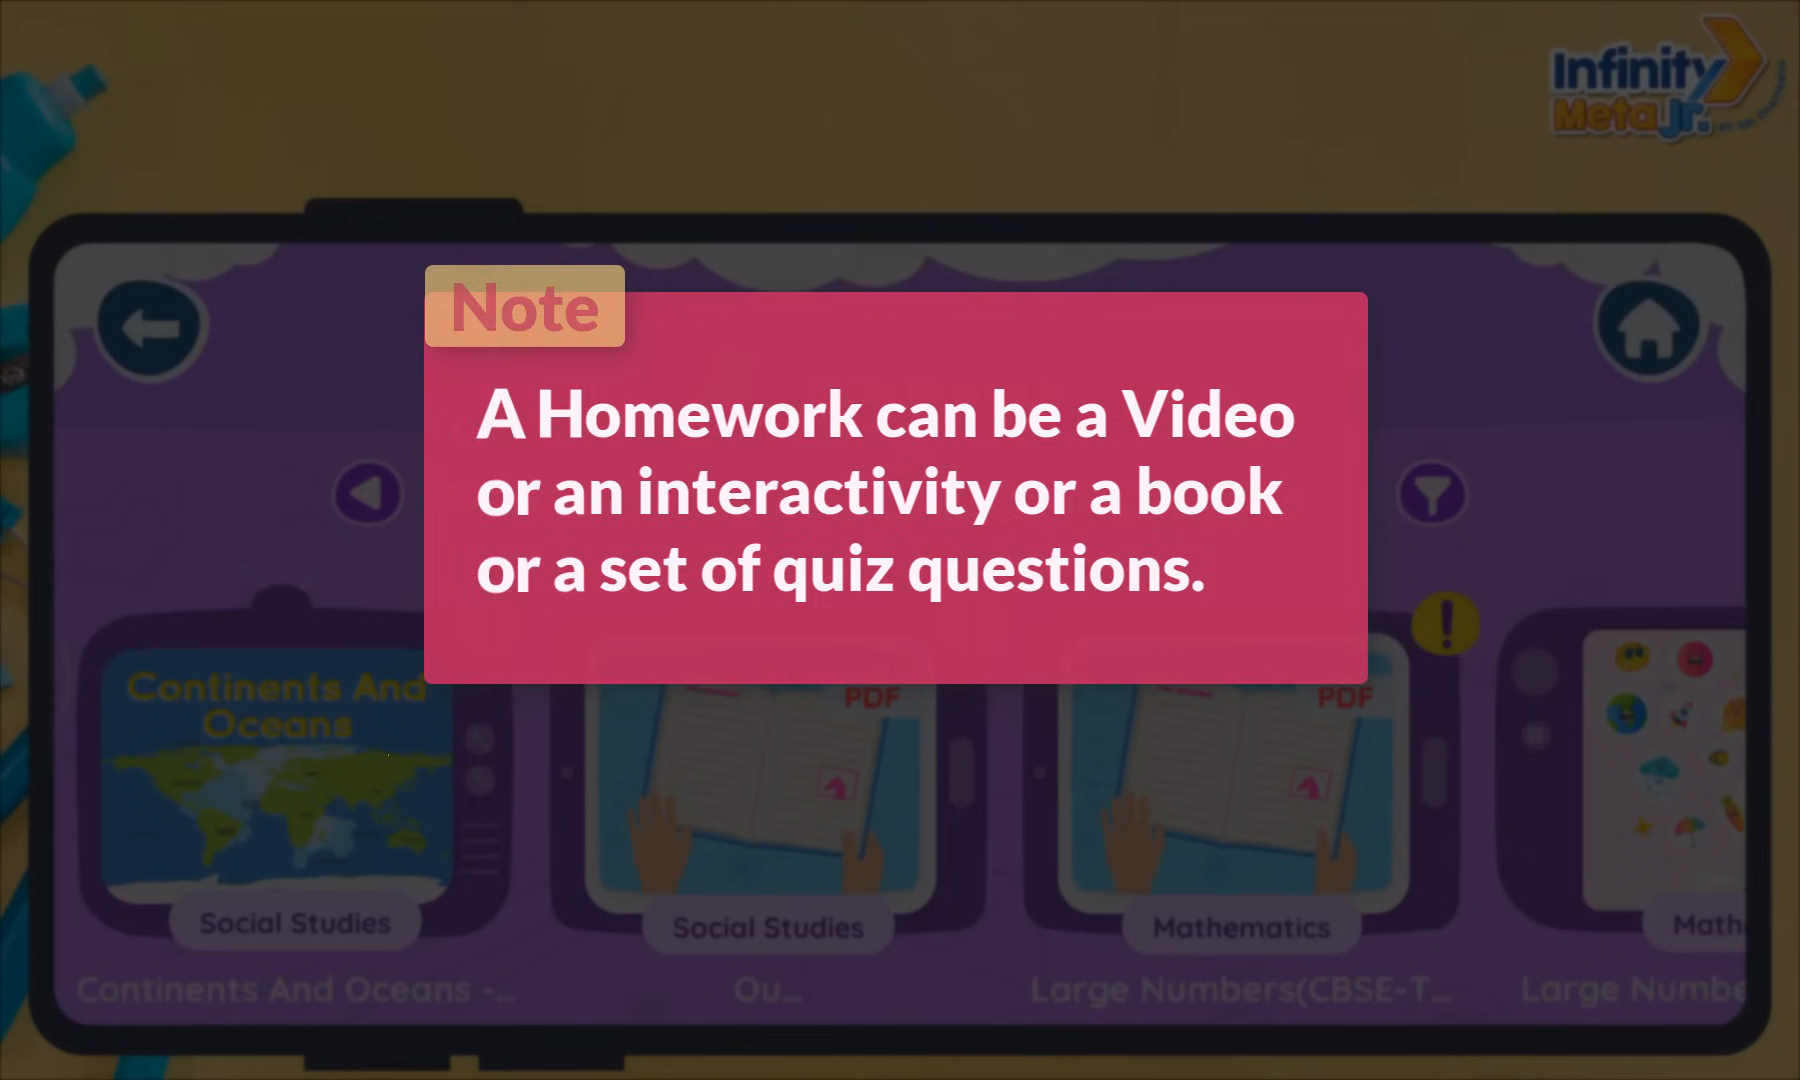 Infinity
Meta Jr.
Note
A Homework can be a Video
or an interactivity or a book
or a set of quiz questions.
Continents And
Oceans
PDF
PDF
Social Studies
Social Studies
Mathematics
Math
Continents And Oceans -...
Ou...
Large Numbers(CBSE-T...
Large Numbe